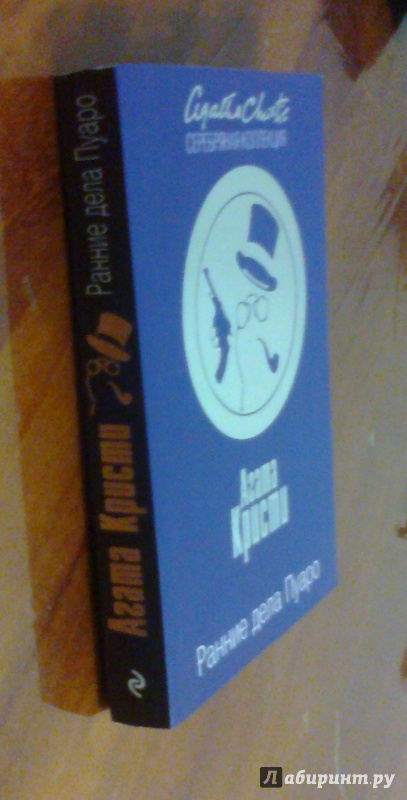 Agatha Christie
СЕРЕБРЯНАЯ КОЛЛЕКЦИЯ
Агата
Кристи
Ранние дела Пуаро
Агата Кристи Ранние дела Пуаро
Лабиринт.ру